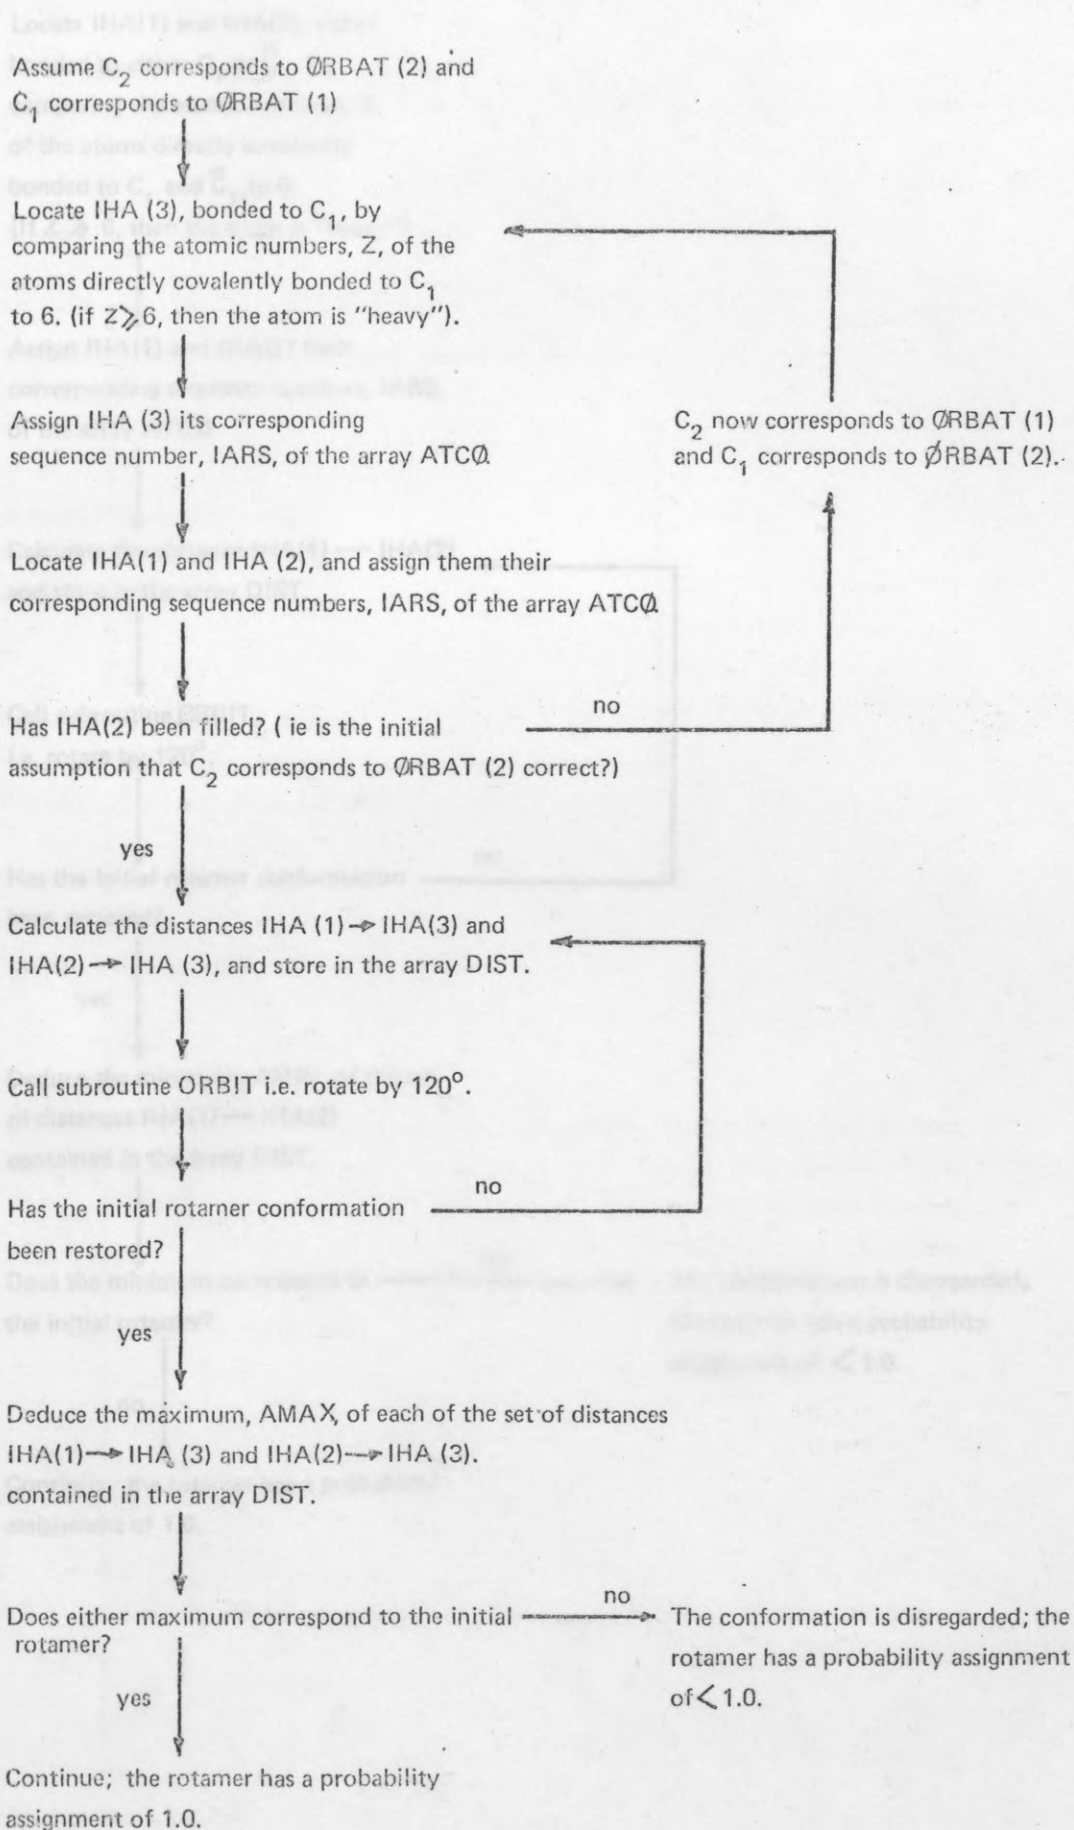 Assume C₂ corresponds to ØRBAT (2) and
C₁ corresponds to ØRBAT (1)
Locate IHA (3), bonded to C₁, by
comparing the atomic numbers, Z, of the
atoms directly covalently bonded to C₁
to 6. (if Z⩾6, then the atom is "heavy").
Assign IHA (3) its corresponding
sequence number, IARS, of the array ATCØ.
C₂ now corresponds to ØRBAT (1)
and C₁ corresponds to ØRBAT (2).
Locate IHA(1) and IHA (2), and assign them their
corresponding sequence numbers, IARS, of the array ATCØ.
Has IHA(2) been filled? ( ie is the initial
assumption that C₂ corresponds to ØRBAT (2) correct?)
no
yes
Calculate the distances IHA (1)→ IHA(3) and
IHA(2)→ IHA (3), and store in the array DIST.
Call subroutine ORBIT i.e. rotate by 120°.
Has the initial rotamer conformation
been restored?
no
yes
Deduce the maximum, AMAX, of each of the set of distances
IHA(1)→ IHA (3) and IHA(2)→ IHA (3).
contained in the array DIST.
Does either maximum correspond to the initial
rotamer?
no
The conformation is disregarded; the
rotamer has a probability assignment
of < 1.0.
yes
Continue; the rotamer has a probability
assignment of 1.0.